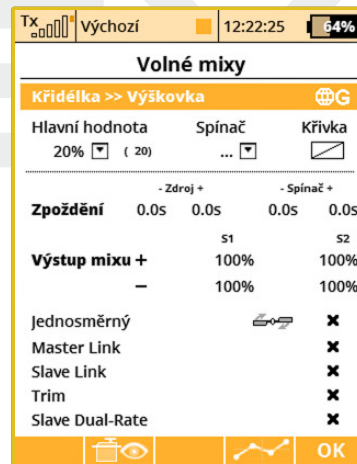 Tx Výchozí 12:22:25 64%
Volné mixy
Křidélka >> Výškovka G
Hlavní hodnota Spínač Křivka
20% ( 20) ...
- Zdroj + - Spínač +
Zpoždění 0.0s 0.0s 0.0s 0.0s
S1 S2
Výstup mixu + 100% 100%
– 100% 100%
Jednosměrný
Master Link
Slave Link
Trim
Slave Dual-Rate
OK